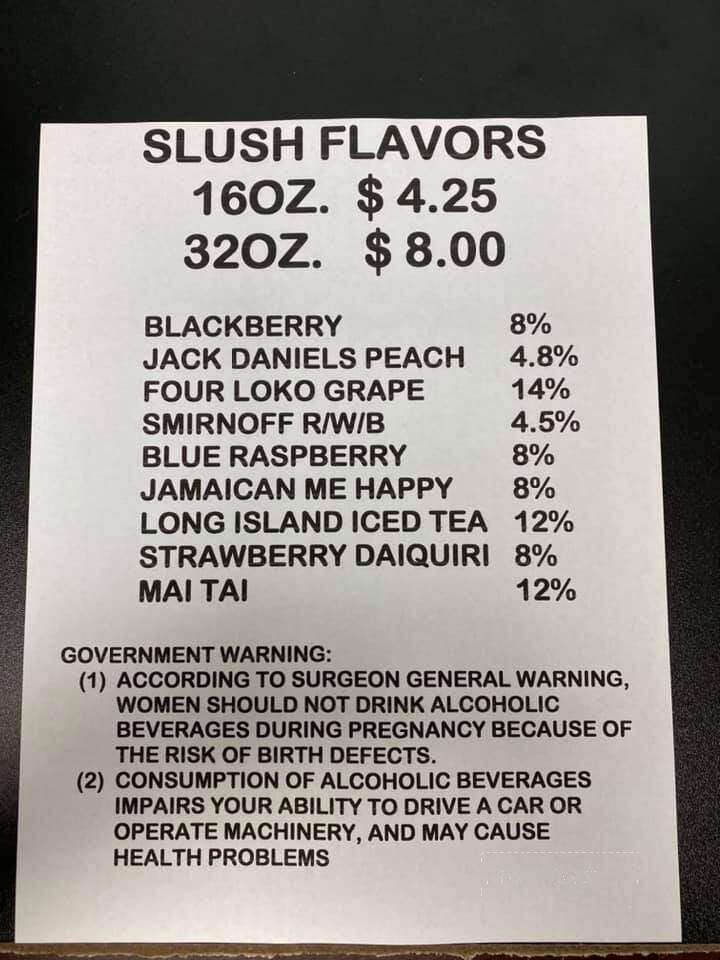 SLUSH FLAVORS
16OZ. $ 4.25
32OZ. $ 8.00
BLACKBERRY 8%
JACK DANIELS PEACH 4.8%
FOUR LOKO GRAPE 14%
SMIRNOFF R/W/B 4.5%
BLUE RASPBERRY 8%
JAMAICAN ME HAPPY 8%
LONG ISLAND ICED TEA 12%
STRAWBERRY DAIQUIRI 8%
MAI TAI 12%
GOVERNMENT WARNING:
(1) ACCORDING TO SURGEON GENERAL WARNING,
WOMEN SHOULD NOT DRINK ALCOHOLIC
BEVERAGES DURING PREGNANCY BECAUSE OF
THE RISK OF BIRTH DEFECTS.
(2) CONSUMPTION OF ALCOHOLIC BEVERAGES
IMPAIRS YOUR ABILITY TO DRIVE A CAR OR
OPERATE MACHINERY, AND MAY CAUSE
HEALTH PROBLEMS